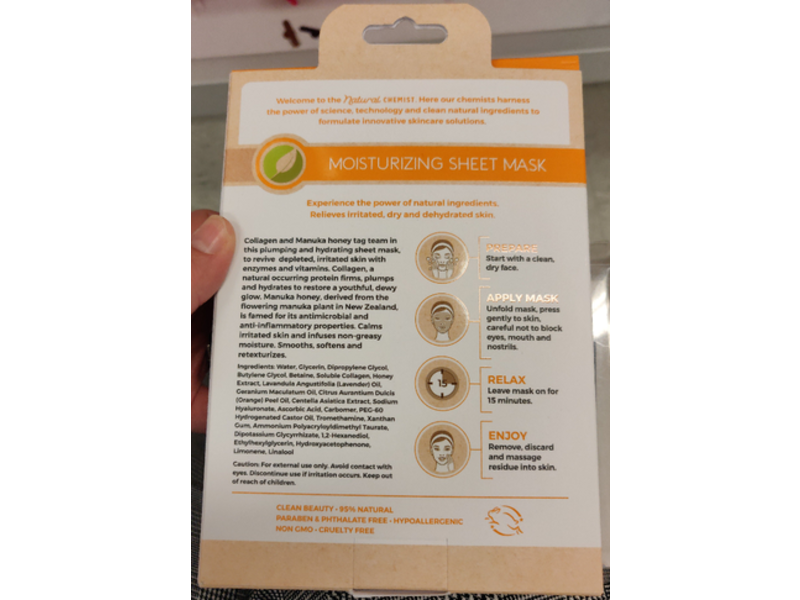 Welcome to the Natural CHEMIST. Here our chemists harness
the power of science, technology and clean natural ingredients to
formulate innovative skincare solutions.
MOISTURIZING SHEET MASK
Experience the power of natural ingredients.
Relieves irritated, dry and dehydrated skin.
Collagen and Manuka honey tag team in
this plumping and hydrating sheet mask,
to revive depleted, irritated skin with
enzymes and vitamins. Collagen, a
natural occurring protein firms, plumps
and hydrates to restore a youthful, dewy
glow. Manuka honey, derived from the
flowering manuka plant in New Zealand,
is famed for its antimicrobial and
anti-inflammatory properties. Calms
irritated skin and infuses non-greasy
moisture. Smooths, softens and
retexturizes.
Ingredients: Water, Glycerin, Dipropylene Glycol,
Butylene Glycol, Betaine, Soluble Collagen, Honey
Extract, Lavandula Angustifolia (Lavender) Oil,
Geranium Maculatum Oil, Citrus Aurantium Dulcis
(Orange) Peel Oil, Centella Asiatica Extract, Sodium
Hyaluronate, Ascorbic Acid, Carbomer, PEG-60
Hydrogenated Castor Oil, Tromethamine, Xanthan
Gum, Ammonium Polyacryloyldimethyl Taurate,
Dipotassium Glycyrrhizate, 1,2-Hexanediol,
Ethylhexylglycerin, Hydroxyacetophenone,
Limonene, Linalool
Caution: For external use only. Avoid contact with
eyes. Discontinue use if irritation occurs. Keep out
of reach of children.
PREPARE
Start with a clean,
dry face.
APPLY MASK
Unfold mask, press
gently to skin,
careful not to block
eyes, mouth and
nostrils.
15
RELAX
Leave mask on for
15 minutes.
ENJOY
Remove, discard
and massage
residue into skin.
CLEAN BEAUTY • 95% NATURAL
PARABEN & PHTHALATE FREE • HYPOALLERGENIC
NON GMO • CRUELTY FREE